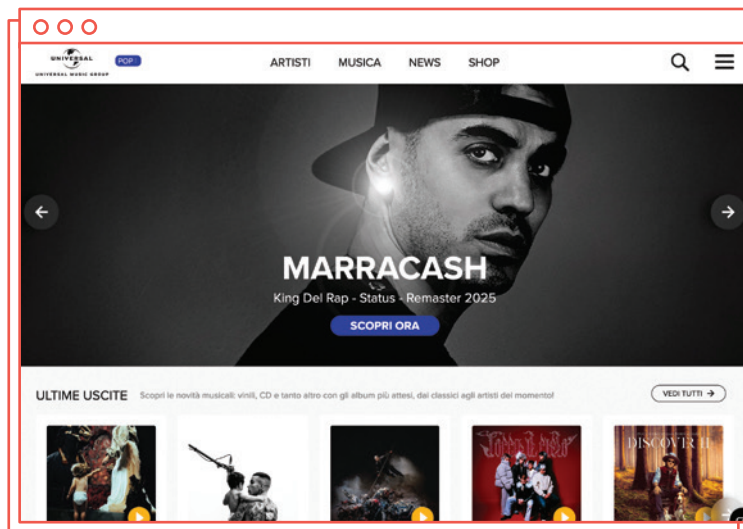 UNIVERSAL
UNIVERSAL MUSIC GROUP
POP
ARTISTI MUSICA NEWS SHOP
MARRACASH
King Del Rap - Status - Remaster 2025
SCOPRI ORA
ULTIME USCITE Scopri le novità musicali: vinili, CD e tanto altro con gli album più attesi, dai classici agli artisti del momento!
VEDI TUTTI →
DISCOVER II